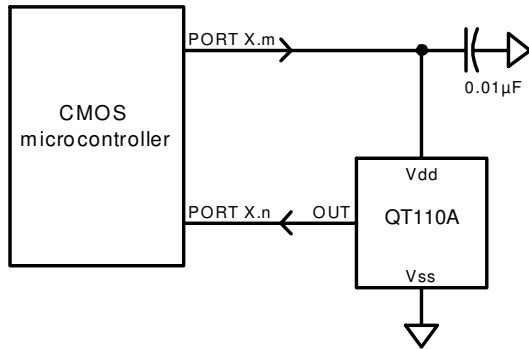 PORT X.m
CMOS
microcontroller
0.01µF
Vdd
PORT X.n
OUT
QT110A
Vss